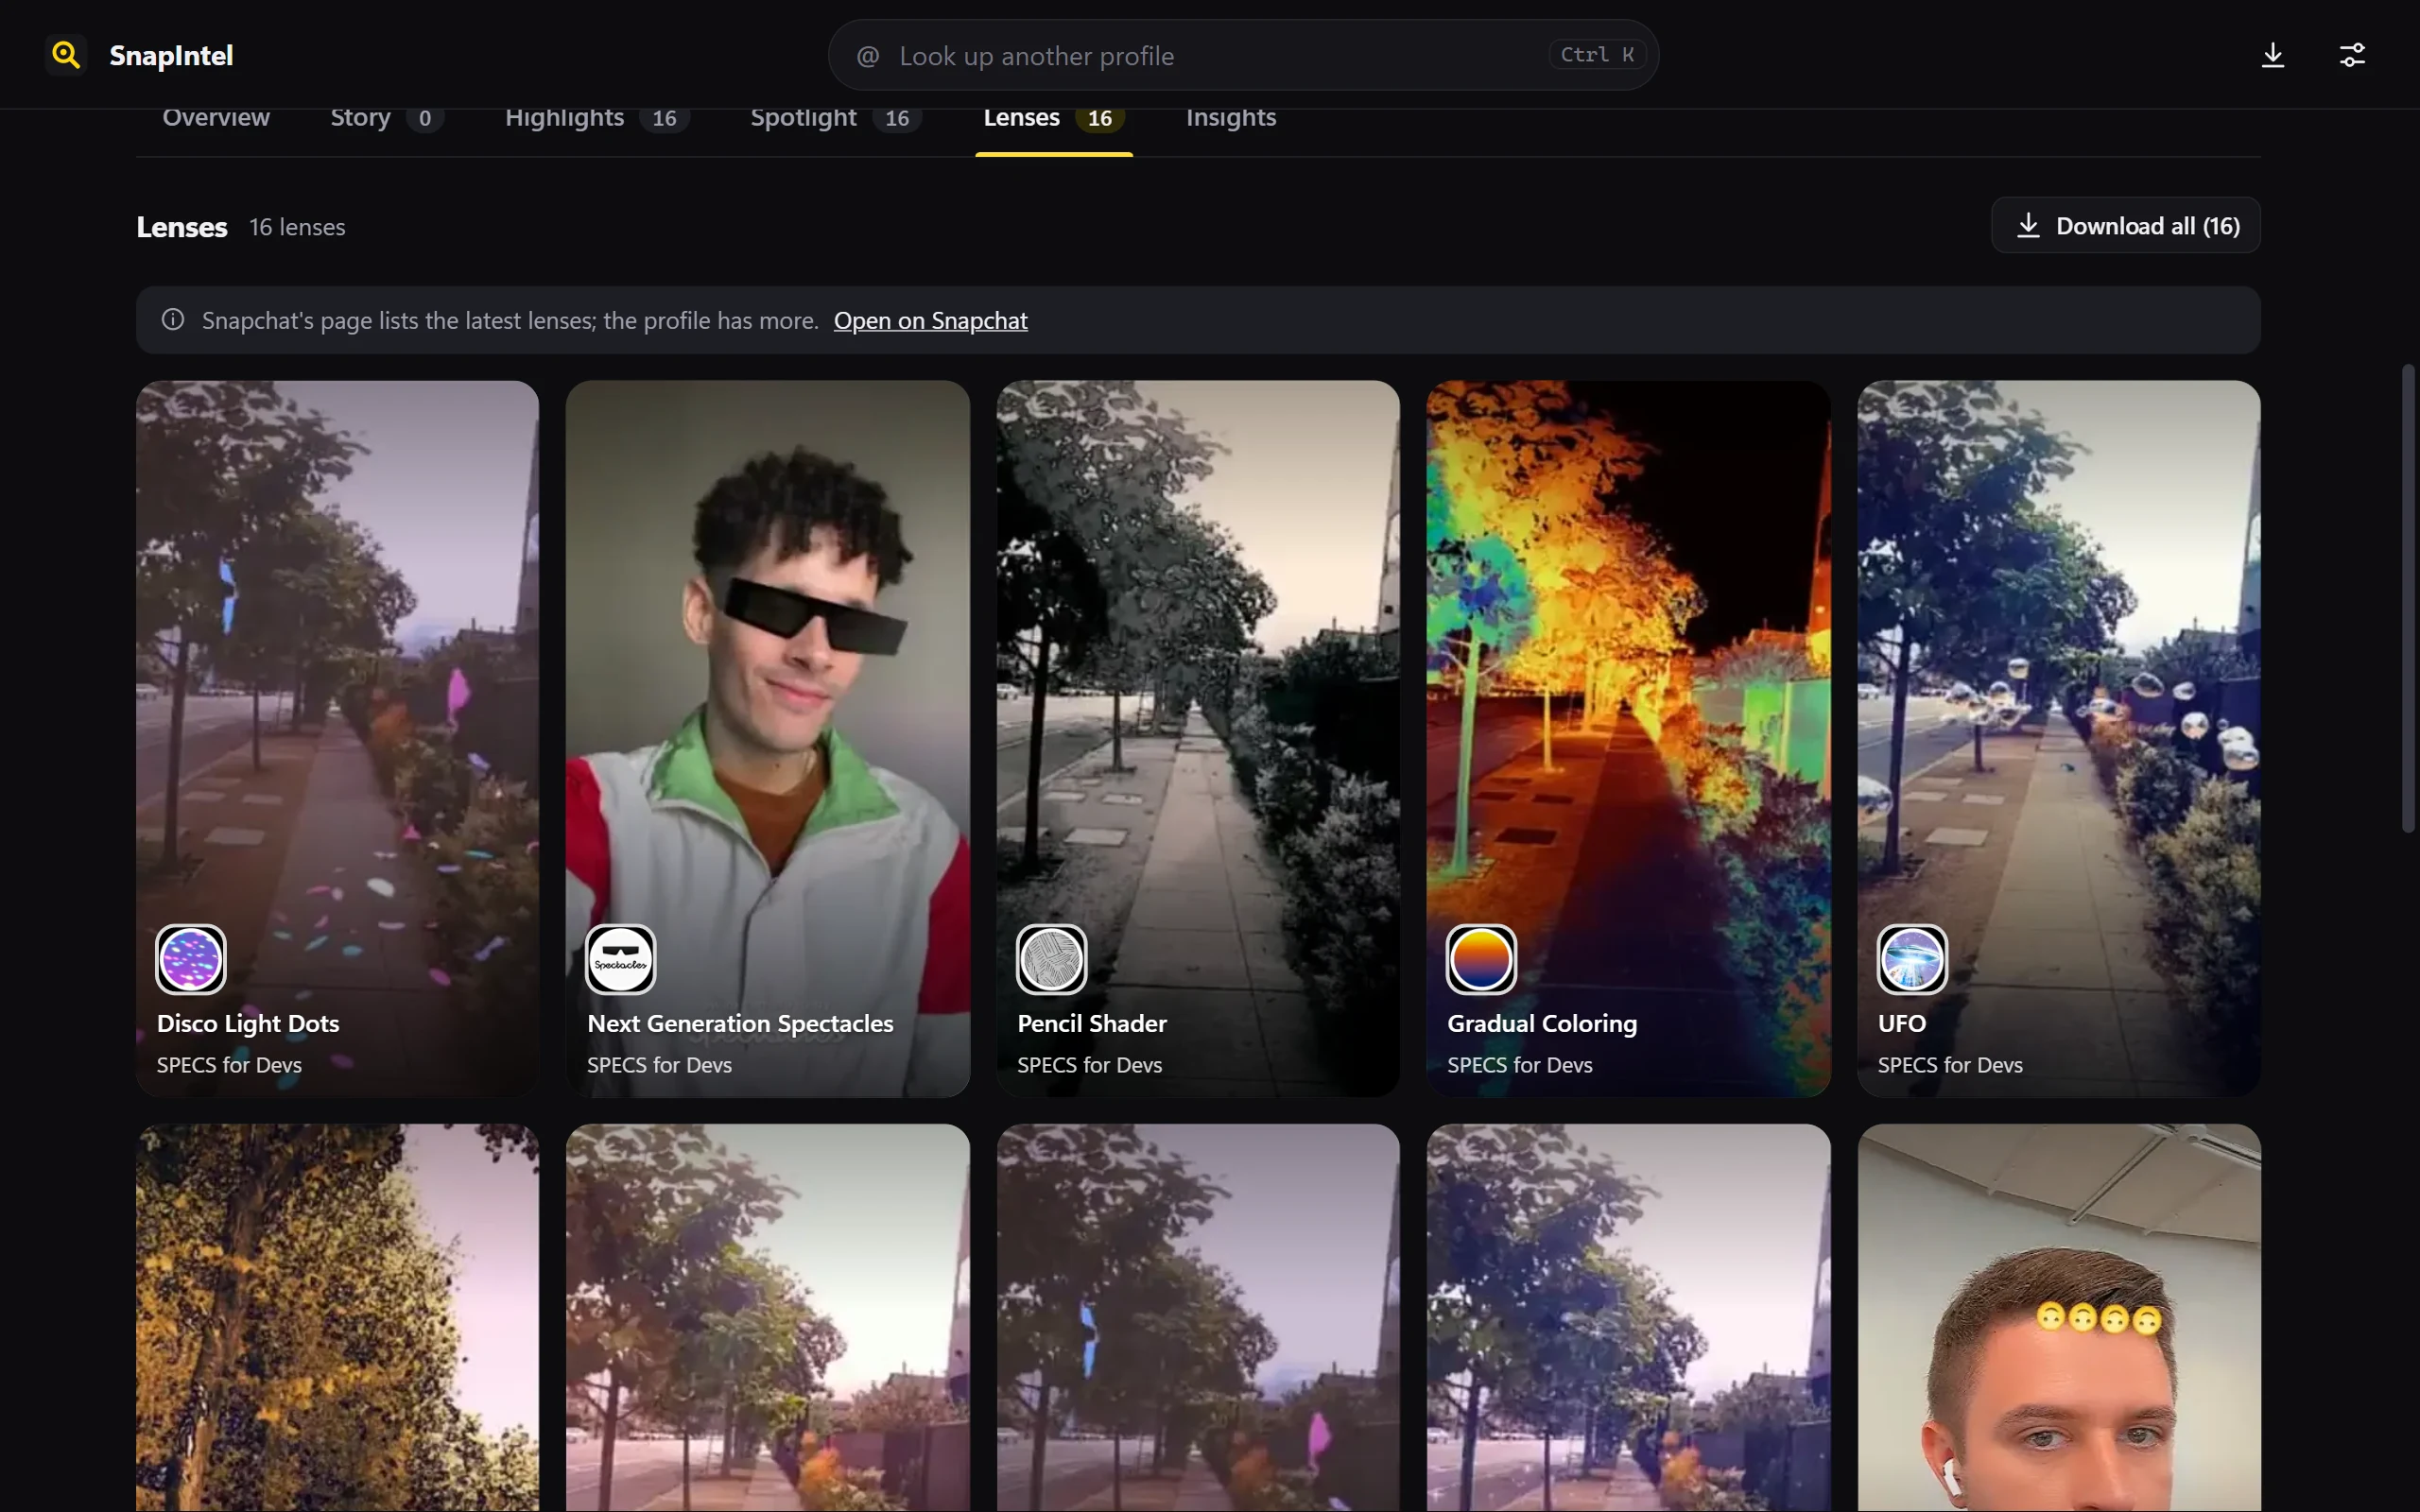 SnapIntel
@ Look up another profile
Ctrl K
Overview
Story 0
Highlights 16
Spotlight 16
Lenses 16
Insights
Lenses 16 lenses
Download all (16)
Snapchat's page lists the latest lenses; the profile has more. Open on Snapchat
Spectacles
Disco Light Dots
SPECS for Devs
Next Generation Spectacles
SPECS for Devs
Pencil Shader
SPECS for Devs
Gradual Coloring
SPECS for Devs
UFO
SPECS for Devs